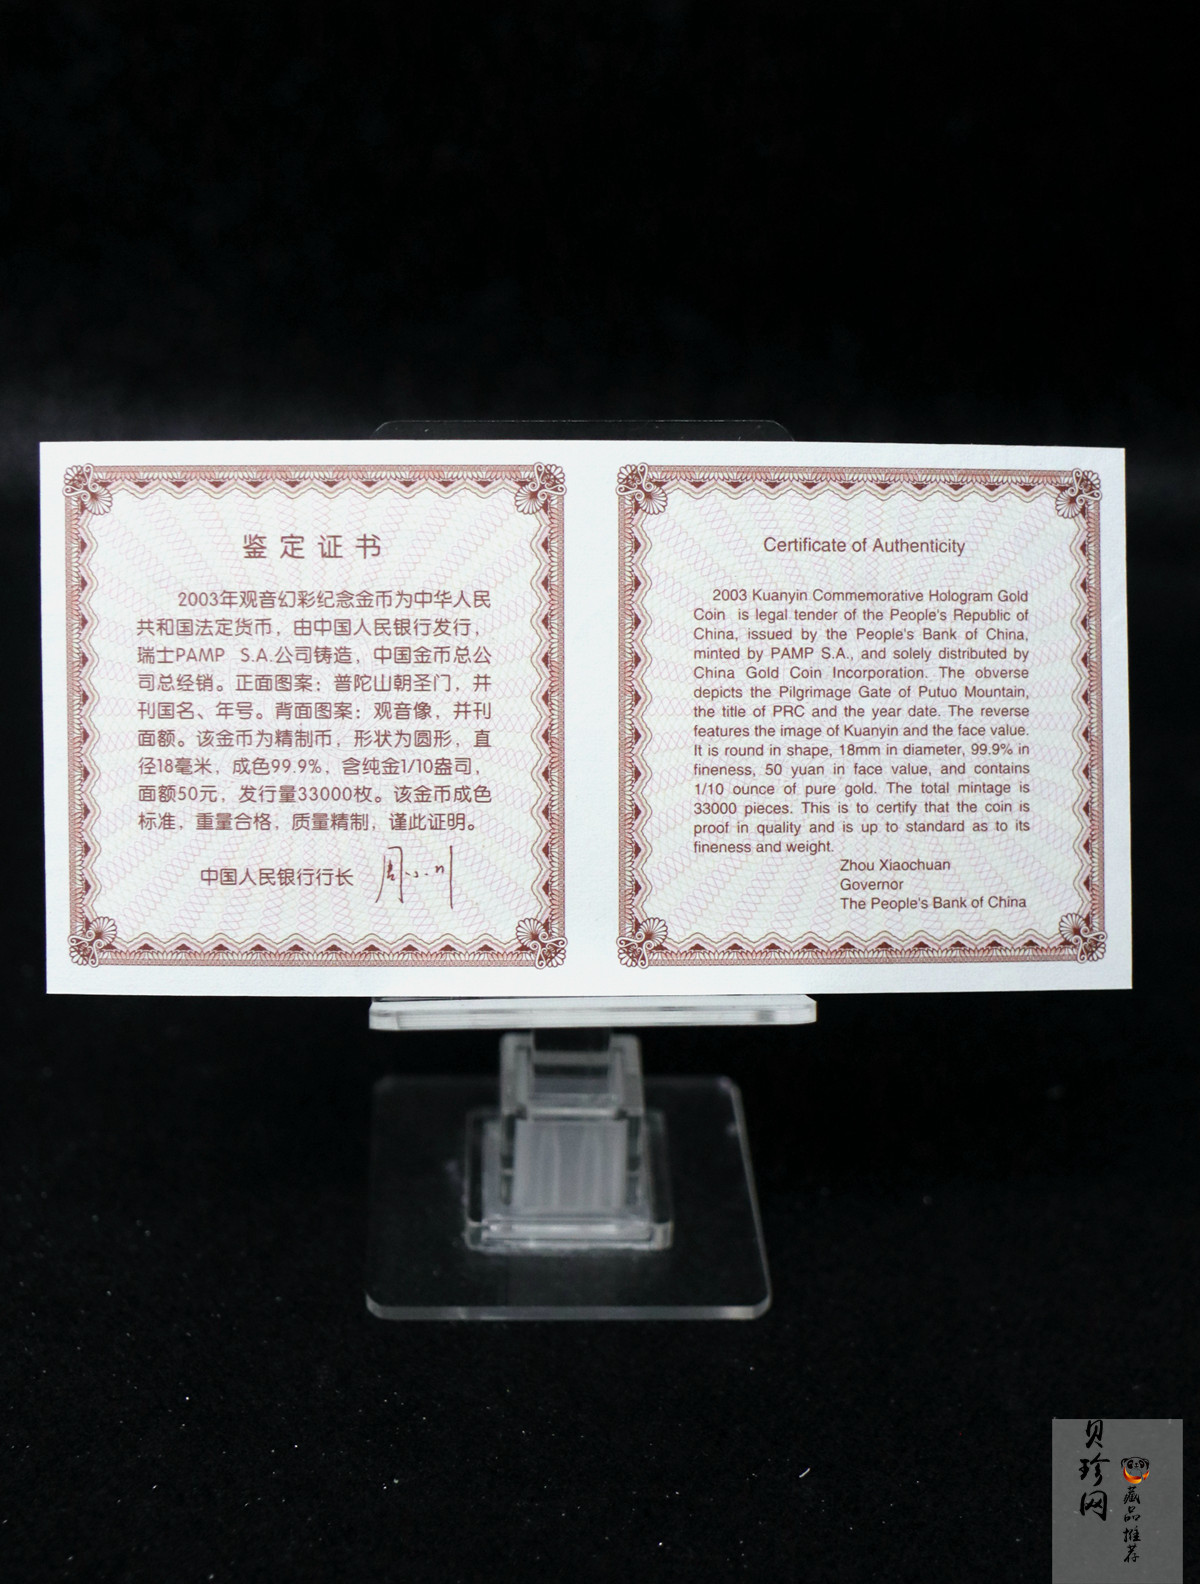 鉴定证书
2003年观音幻彩纪念金币为中华人民
共和国法定货币，由中国人民银行发行，
瑞士PAMP S.A.公司铸造，中国金币总公
司总经销。正面图案：普陀山朝圣门，并
刊国名、年号。背面图案：观音像，并刊
面额。该金币为精制币，形状为圆形，直
径18毫米，成色99.9%，含纯金1/10盎司，
面额50元，发行量33000枚。该金币成色
标准，重量合格，质量精制，谨此证明。
中国人民银行行长 周小川
Certificate of Authenticity
2003 Kuanyin Commemorative Hologram Gold
Coin is legal tender of the People's Republic of
China, issued by the People's Bank of China,
minted by PAMP S.A., and solely distributed by
China Gold Coin Incorporation. The obverse
depicts the Pilgrimage Gate of Putuo Mountain,
the title of PRC and the year date. The reverse
features the image of Kuanyin and the face value.
It is round in shape, 18mm in diameter, 99.9% in
fineness, 50 yuan in face value, and contains
1/10 ounce of pure gold. The total mintage is
33000 pieces. This is to certify that the coin is
proof in quality and is up to standard as to its
fineness and weight.
Zhou Xiaochuan
Governor
The People's Bank of China
贝珍网
藏品推荐